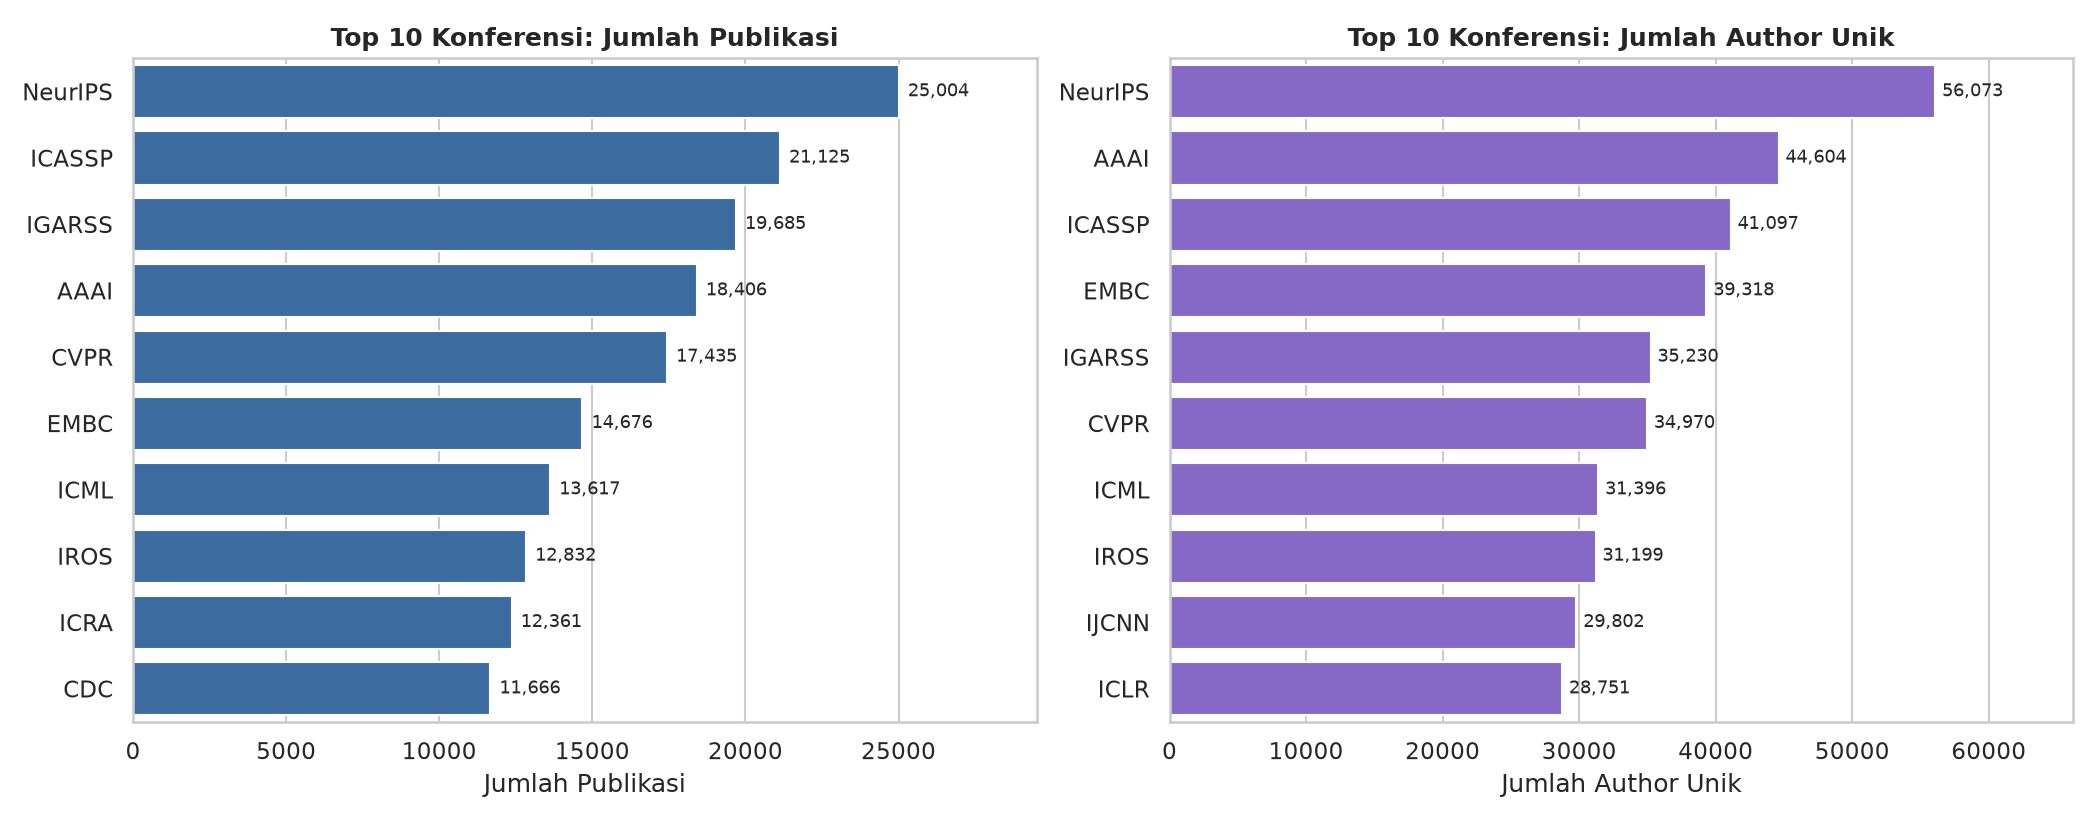 Top 10 Konferensi: Jumlah Publikasi
NeurIPS 25,004
ICASSP 21,125
IGARSS 19,685
AAAI 18,406
CVPR 17,435
EMBC 14,676
ICML 13,617
IROS 12,832
ICRA 12,361
CDC 11,666
0 5000 10000 15000 20000 25000
Jumlah Publikasi
Top 10 Konferensi: Jumlah Author Unik
NeurIPS 56,073
AAAI 44,604
ICASSP 41,097
EMBC 39,318
IGARSS 35,230
CVPR 34,970
ICML 31,396
IROS 31,199
IJCNN 29,802
ICLR 28,751
0 10000 20000 30000 40000 50000 60000
Jumlah Author Unik